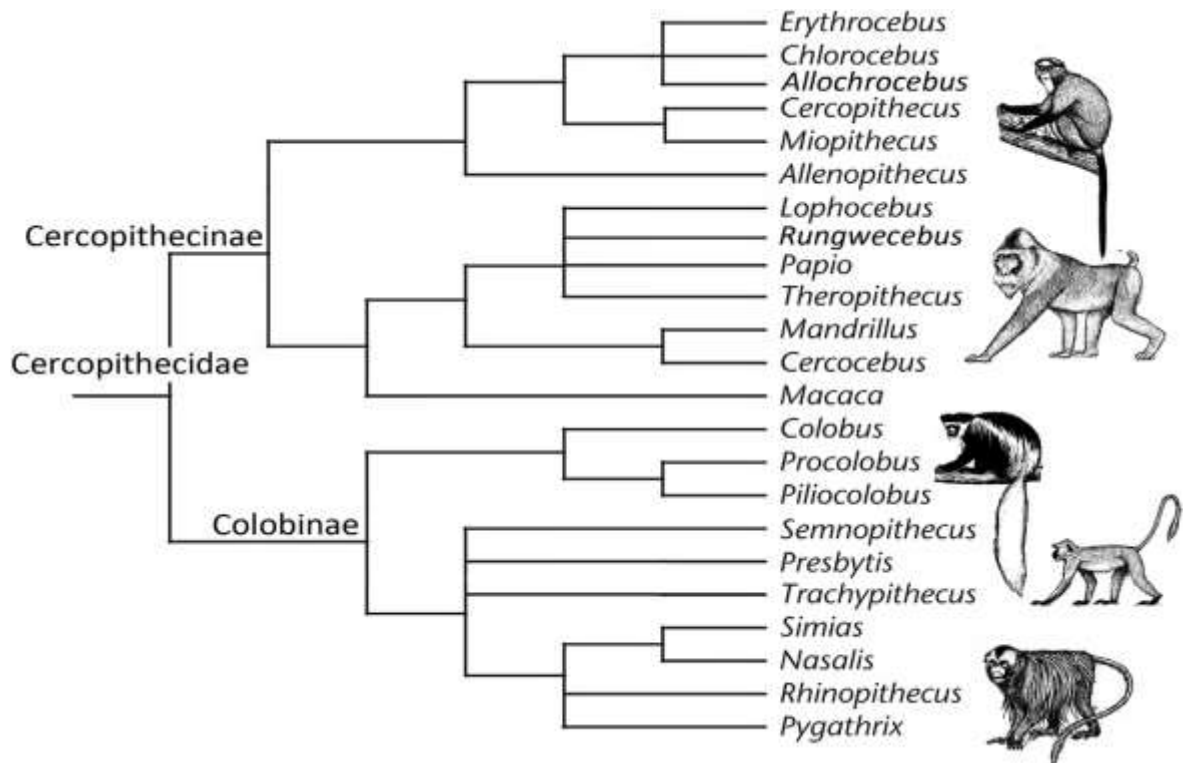 Erythrocebus
Chlorocebus
Allochrocebus
Cercopithecus
Miopithecus
Allenopithecus
Lophocebus
Cercopithecinae
Rungwecebus
Papio
Theropithecus
Mandrillus
Cercopithecidae
Cercocebus
Macaca
Colobus
Procolobus
Piliocolobus
Colobinae
Semnopithecus
Presbytis
Trachypithecus
Simias
Nasalis
Rhinopithecus
Pygathrix